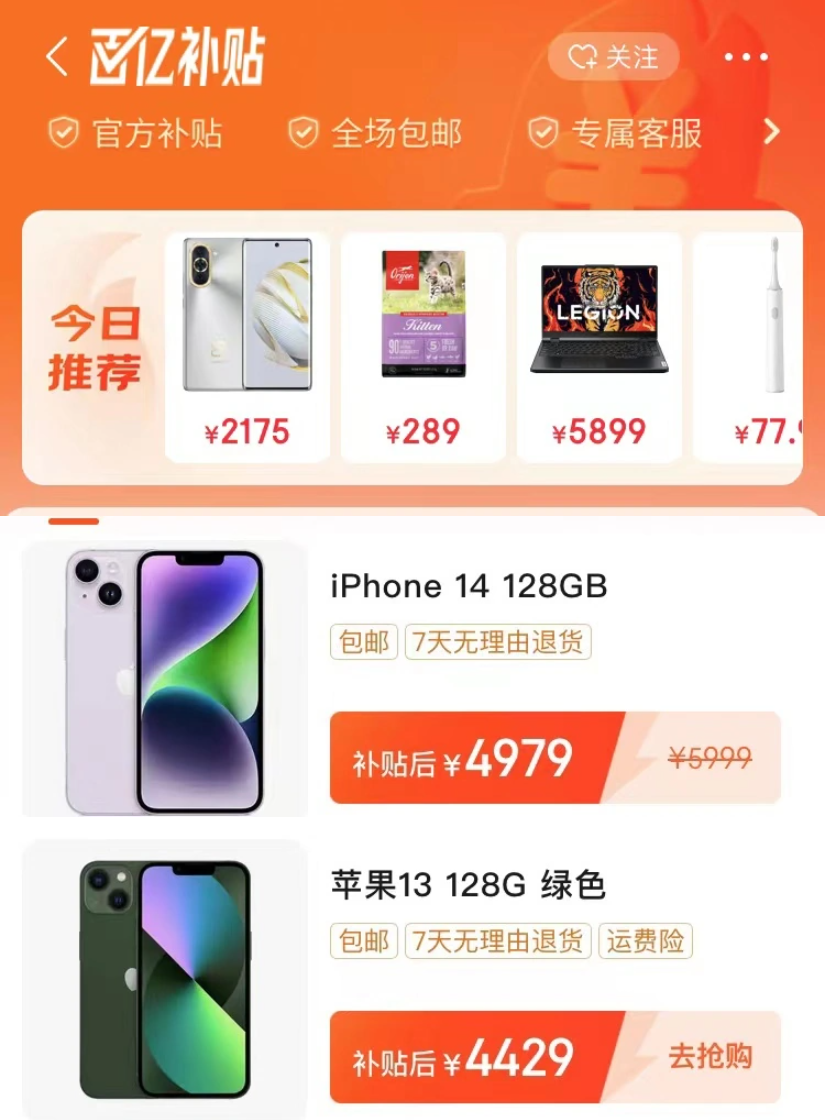 百亿补贴
关注
官方补贴 全场包邮 专属客服
今日
推荐
Orijen
Kitten
90
5
LEGION
¥2175 ¥289 ¥5899 ¥77.9
iPhone 14 128GB
包邮 7天无理由退货
补贴后¥4979 ¥5999
苹果13 128G 绿色
包邮 7天无理由退货 运费险
补贴后¥4429 去抢购